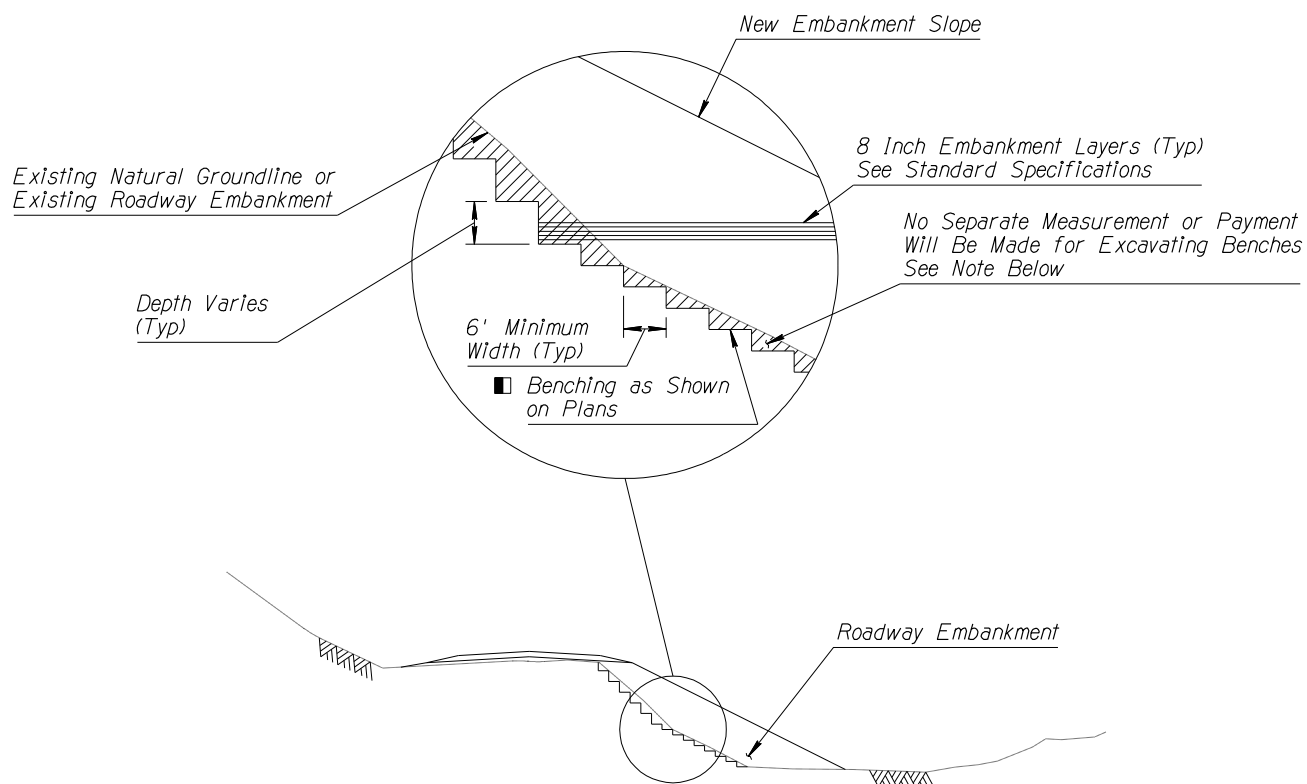 New Embankment Slope
8 Inch Embankment Layers (Typ)
See Standard Specifications
Existing Natural Groundline or
Existing Roadway Embankment
No Separate Measurement or Payment
Will Be Made for Excavating Benches
See Note Below
Depth Varies
(Typ)
6' Minimum
Width (Typ)
Benching as Shown
on Plans
Roadway Embankment